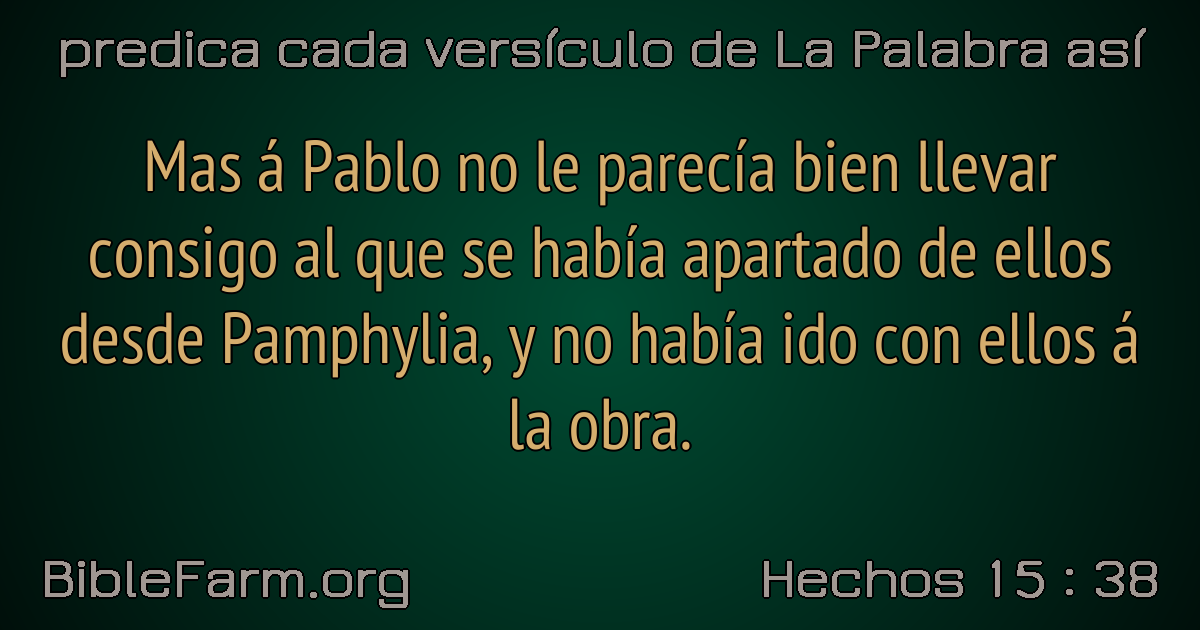 predica cada versículo de La Palabra así
Mas á Pablo no le parecía bien llevar
consigo al que se había apartado de ellos
desde Pamphylia, y no había ido con ellos á
la obra.
BibleFarm.org
Hechos 15 : 38